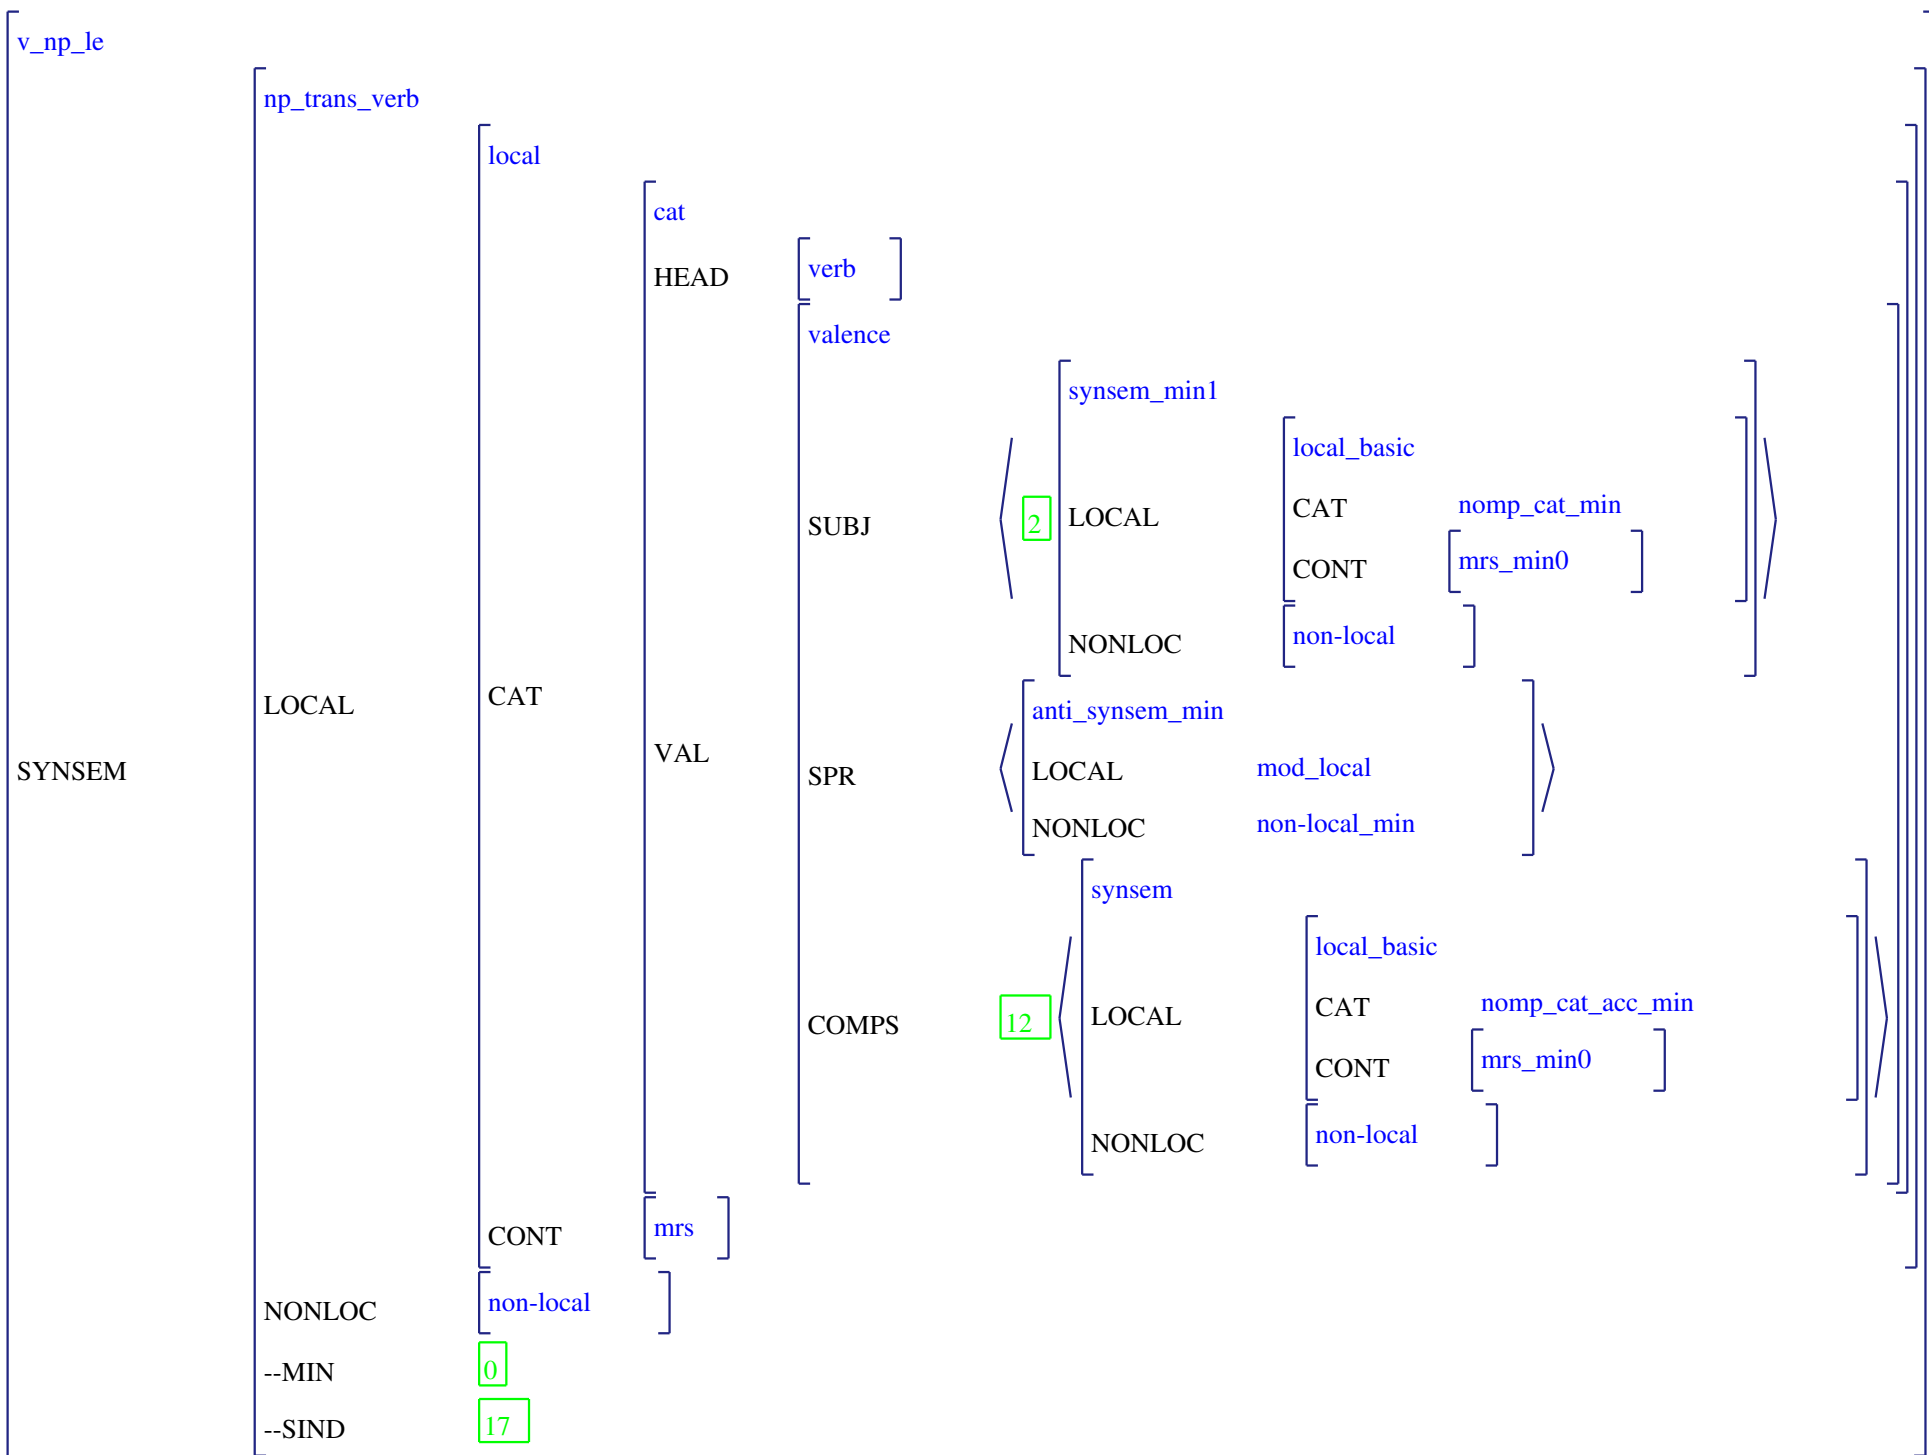 v_np_le
np_trans_verb
local
cat
HEAD verb
valence
synsem_min1
local_basic
CAT nomp_cat_min
SUBJ 2 LOCAL
CONT mrs_min0
NONLOC non-local
anti_synsem_min
LOCAL CAT
VAL
SYNSEM SPR LOCAL mod_local
NONLOC non-local_min
synsem
local_basic
CAT nomp_cat_acc_min
COMPS 12 LOCAL
CONT mrs_min0
NONLOC non-local
CONT mrs
NONLOC non-local
--MIN 0
--SIND 17